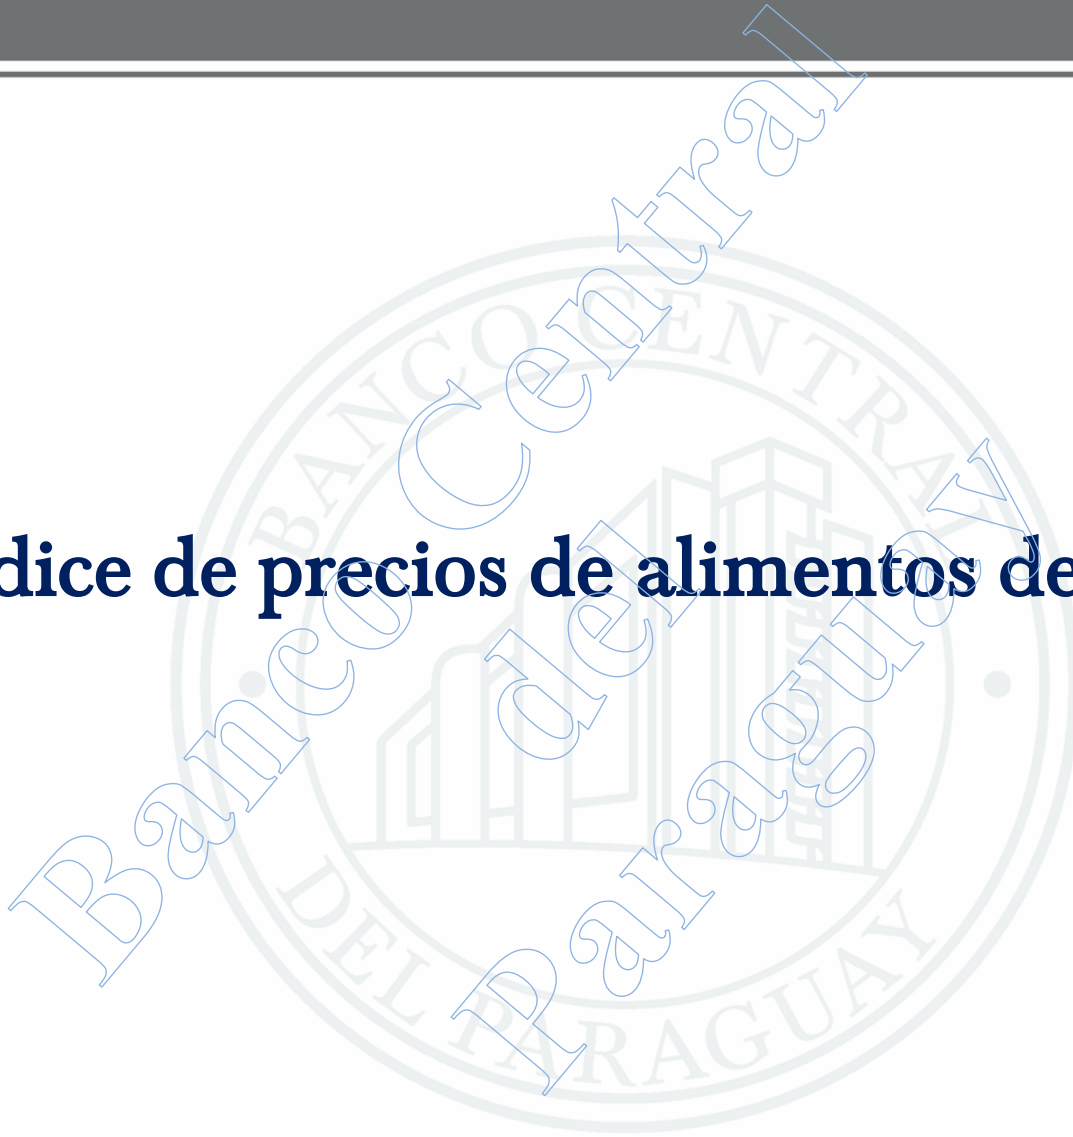 Banco Central
del
Paraguay
BANCO CENTRAL
DEL PARAGUAY
dice de precios de alimentos de